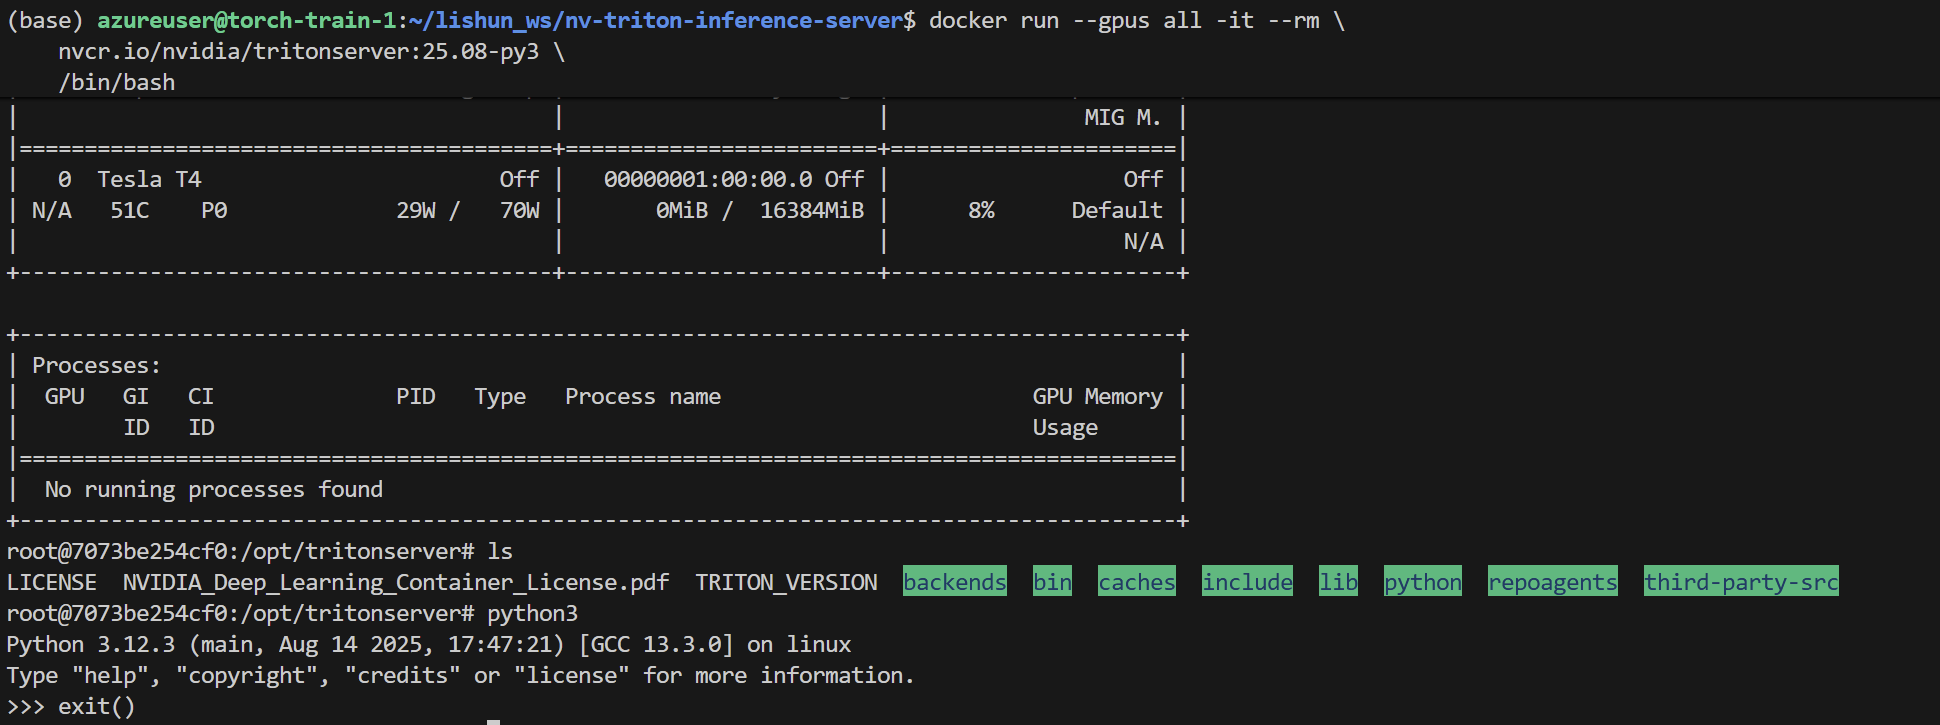 (base) azureuser@torch-train-1:~/lishun_ws/nv-triton-inference-server$ docker run --gpus all -it --rm \
    nvcr.io/nvidia/tritonserver:25.08-py3 \
    /bin/bash
|                                         |                        |               MIG M. |
|=========================================+========================+======================|
|   0  Tesla T4                       Off |   00000001:00:00.0 Off |                  Off |
| N/A   51C    P0             29W /   70W |       0MiB /  16384MiB |      8%      Default |
|                                         |                        |                  N/A |
+-----------------------------------------+------------------------+----------------------+
+-----------------------------------------------------------------------------------------+
| Processes:                                                                              |
|  GPU   GI   CI              PID   Type   Process name                        GPU Memory |
|        ID   ID                                                               Usage      |
|=========================================================================================|
|  No running processes found                                                             |
+-----------------------------------------------------------------------------------------+
root@7073be254cf0:/opt/tritonserver# ls
LICENSE  NVIDIA_Deep_Learning_Container_License.pdf  TRITON_VERSION  backends  bin  caches  include  lib  python  repoagents  third-party-src
root@7073be254cf0:/opt/tritonserver# python3
Python 3.12.3 (main, Aug 14 2025, 17:47:21) [GCC 13.3.0] on linux
Type "help", "copyright", "credits" or "license" for more information.
>>> exit()